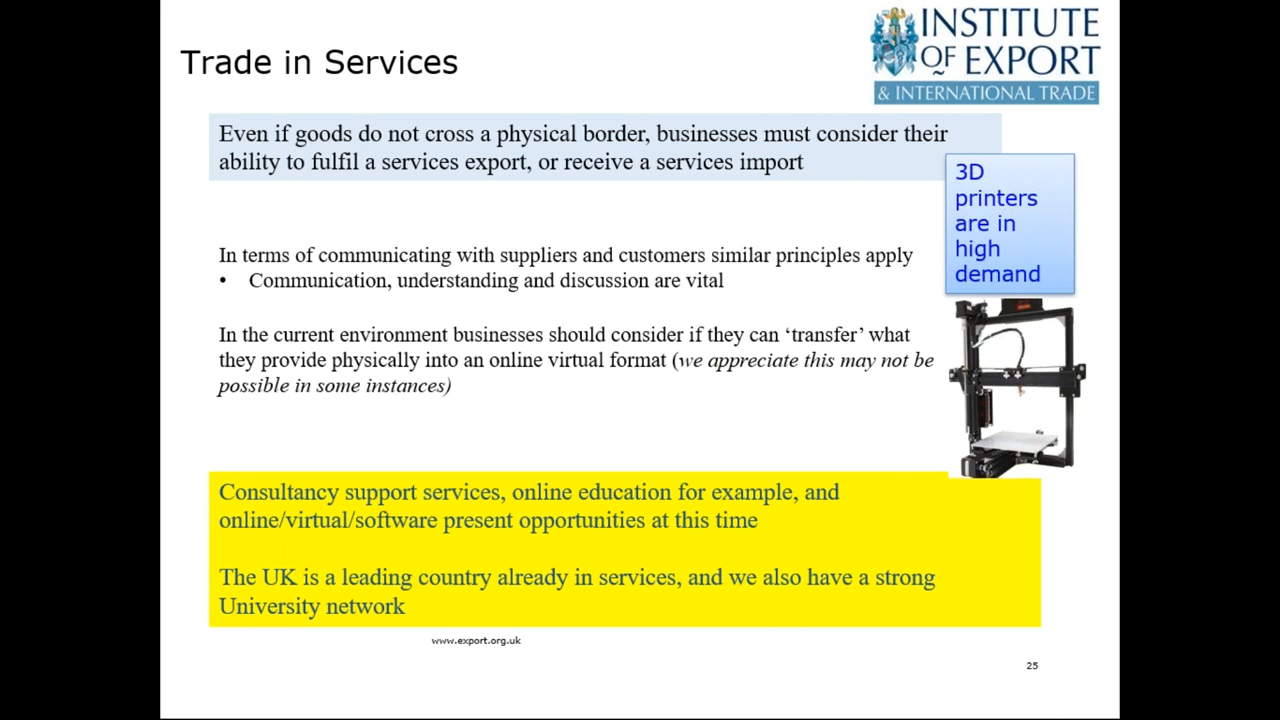 Trade in Services
INSTITUTE
OF EXPORT
& INTERNATIONAL TRADE
Even if goods do not cross a physical border, businesses must consider their
ability to fulfil a services export, or receive a services import
3D
printers
are in
high
demand
In terms of communicating with suppliers and customers similar principles apply
• Communication, understanding and discussion are vital
In the current environment businesses should consider if they can ‘transfer’ what
they provide physically into an online virtual format (we appreciate this may not be
possible in some instances)
Consultancy support services, online education for example, and
online/virtual/software present opportunities at this time
The UK is a leading country already in services, and we also have a strong
University network
www.export.org.uk
25